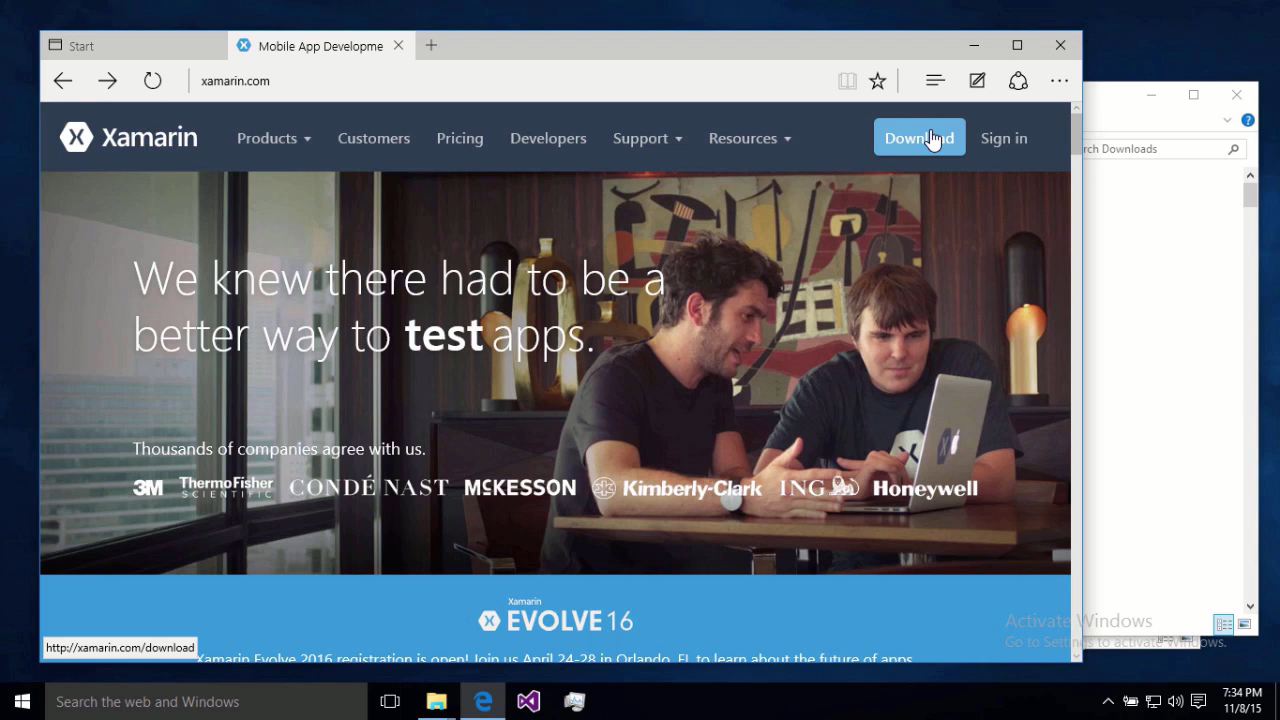 Start
Mobile App Developme
xamarin.com
Xamarin
Products
Customers
Pricing
Developers
Support
Resources
Download
Sign in
rch Downloads
We knew there had to be a
better way to test apps.
Thousands of companies agree with us.
3M
ThermoFisher
SCIENTIFIC
CONDÉ NAST
MCKESSON
Kimberly-Clark
ING
Honeywell
Xamarin
EVOLVE 16
http://xamarin.com/download
Xamarin Evolve 2016 registration is open! Join us April 24-28 in Orlando, FL to learn about the future of apps
Activate Windows
Go to Settings to activate Windows.
Search the web and Windows
7:34 PM
11/8/15